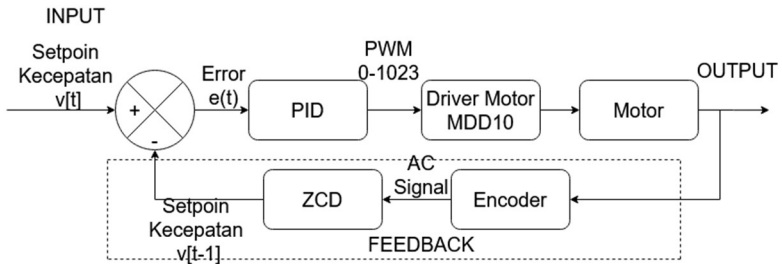 INPUT
Setpoin
Kecepatan
v[t]
+
-
Error
e(t)
PID
PWM
0-1023
Driver Motor
MDD10
Motor
OUTPUT
Encoder
AC
Signal
ZCD
Setpoin
Kecepatan
v[t-1]
FEEDBACK